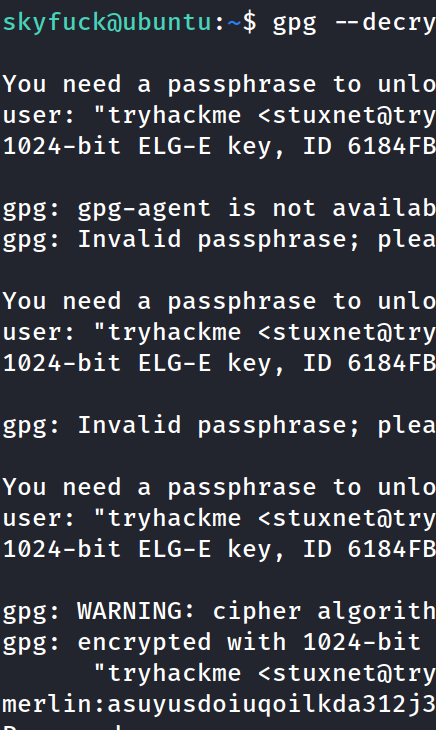 skyfuck@ubuntu:~$ gpg --decry
You need a passphrase to unlo
user: "tryhackme <stuxnet@try
1024-bit ELG-E key, ID 6184FB
gpg: gpg-agent is not availab
gpg: Invalid passphrase; plea
You need a passphrase to unlo
user: "tryhackme <stuxnet@try
1024-bit ELG-E key, ID 6184FB
gpg: Invalid passphrase; plea
You need a passphrase to unlo
user: "tryhackme <stuxnet@try
1024-bit ELG-E key, ID 6184FB
gpg: WARNING: cipher algorith
gpg: encrypted with 1024-bit
"tryhackme <stuxnet@try
merlin:asuyusdoiuqoilkda312j3